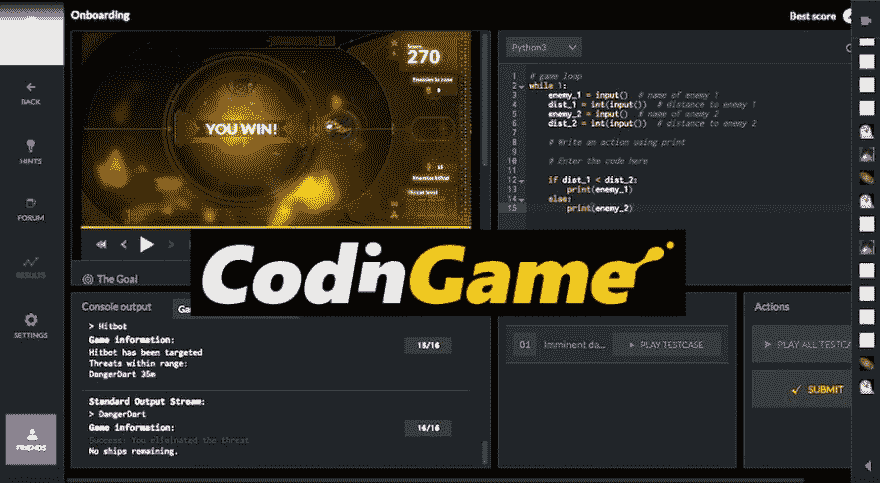 Onboarding
Best score
BACK
HINTS
FORUM
RESULTS
SETTINGS
FRIENDS
270
YOU WIN!
The Goal
Python3
1 # game loop
2 while 1:
3 enemy_1 = input() # name of enemy 1
4 dist_1 = int(input()) # distance to enemy 1
5 enemy_2 = input() # name of enemy 2
6 dist_2 = int(input()) # distance to enemy 2
7
8 # Write an action using print
9
10 # Enter the code here
11
12 if dist_1 < dist_2:
13 print(enemy_1)
14 else:
15 print(enemy_2)
CodinGame
Console output
> Hitbot
Game information:
Hitbot has been targeted
Threats within range:
DangerDart 35m
15/16
Standard Output Stream:
> DangerDart
Game information:
Success: You eliminated the threat
No ships remaining.
16/16
01 Imminent da...
PLAY TESTCASE
Actions
PLAY ALL TESTCA
SUBMIT